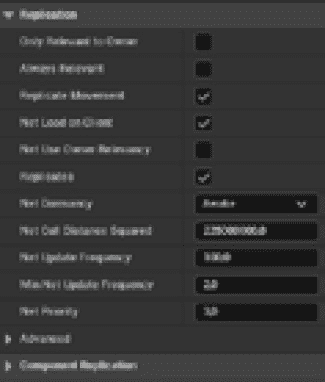 Replication
Only Relevant to Owner
Always Relevant
Replicate Movement
Net Load on Client
Net Use Owner Relevancy
Replicates
Net Dormancy Awake
Net Cull Distance Squared 225000000.0
Net Update Frequency 100.0
Min Net Update Frequency 2.0
Net Priority
Advanced
Component Replication